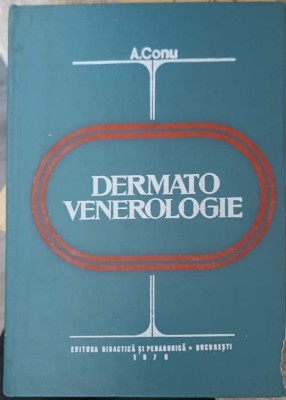 A.Conu
DERMATO
VENEROLOGIE
EDITURA DIDACTICĂ ȘI PEDAGOGICĂ • BUCUREȘTI